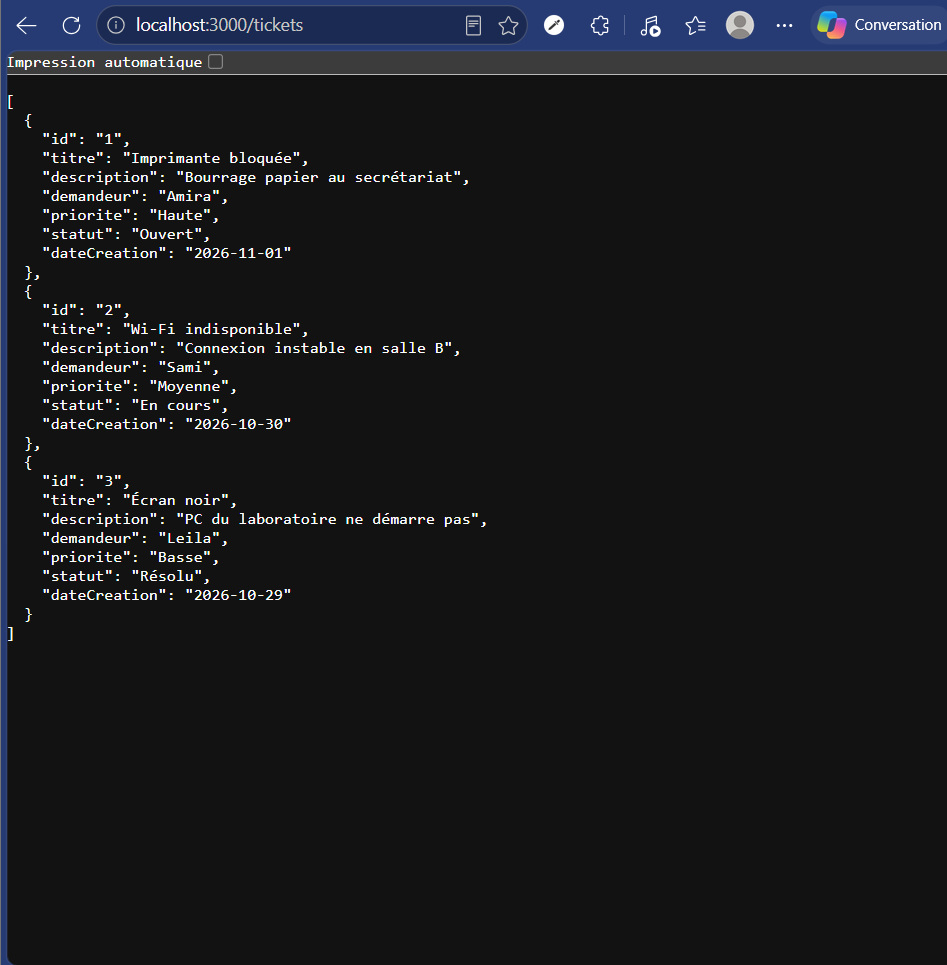 localhost:3000/tickets
Conversation
Impression automatique
[
  {
    "id": "1",
    "titre": "Imprimante bloquée",
    "description": "Bourrage papier au secrétariat",
    "demandeur": "Amira",
    "priorite": "Haute",
    "statut": "Ouvert",
    "dateCreation": "2026-11-01"
  },
  {
    "id": "2",
    "titre": "Wi-Fi indisponible",
    "description": "Connexion instable en salle B",
    "demandeur": "Sami",
    "priorite": "Moyenne",
    "statut": "En cours",
    "dateCreation": "2026-10-30"
  },
  {
    "id": "3",
    "titre": "Écran noir",
    "description": "PC du laboratoire ne démarre pas",
    "demandeur": "Leila",
    "priorite": "Basse",
    "statut": "Résolu",
    "dateCreation": "2026-10-29"
  }
]